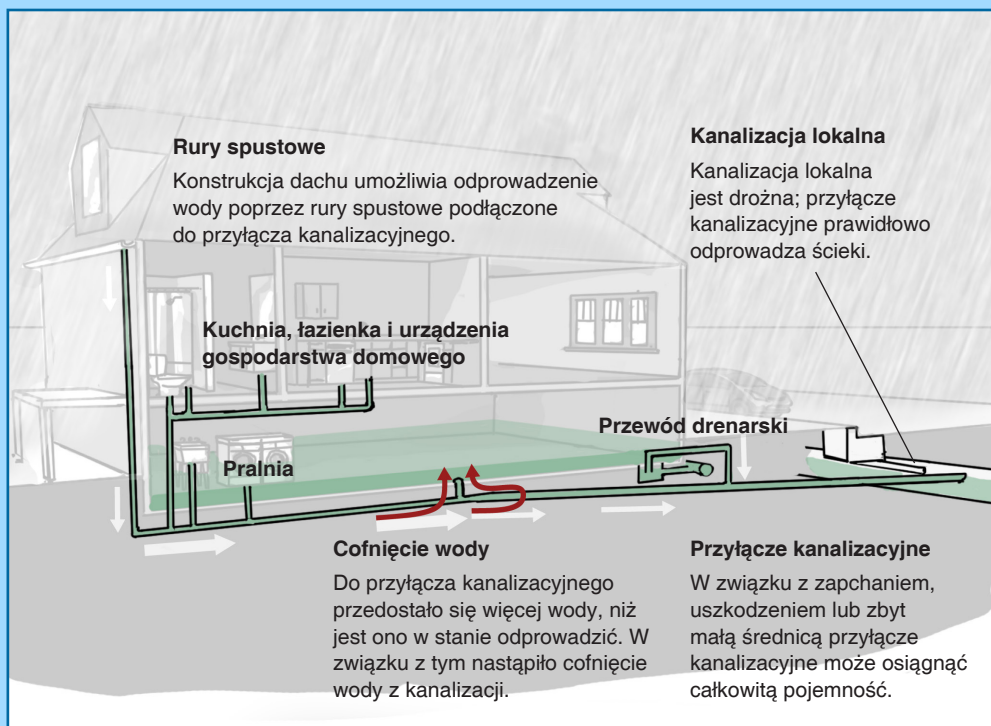 Rury spustowe
Konstrukcja dachu umożliwia odprowadzenie
wody poprzez rury spustowe podłączone
do przyłącza kanalizacyjnego.
Kanalizacja lokalna
Kanalizacja lokalna
jest drożna; przyłącze
kanalizacyjne prawidłowo
odprowadza ścieki.
Kuchnia, łazienka i urządzenia
gospodarstwa domowego
Przewód drenarski
Pralnia
Cofnięcie wody
Do przyłącza kanalizacyjnego
przedostało się więcej wody, niż
jest ono w stanie odprowadzić. W
związku z tym nastąpiło cofnięcie
wody z kanalizacji.
Przyłącze kanalizacyjne
W związku z zapchaniem,
uszkodzeniem lub zbyt
małą średnicą przyłącze
kanalizacyjne może osiągnąć
całkowitą pojemność.